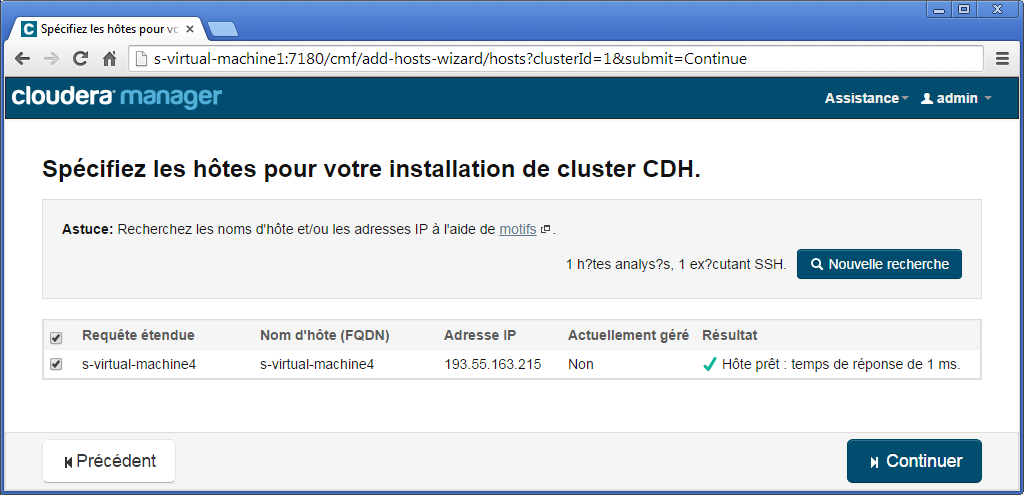 Spécifiez les hôtes pour vo
s-virtual-machine1:7180/cmf/add-hosts-wizard/hosts?clusterId=1&submit=Continue
cloudera manager Assistance admin
Spécifiez les hôtes pour votre installation de cluster CDH.
Astuce: Recherchez les noms d'hôte et/ou les adresses IP à l'aide de motifs .
1 h?tes analys?s, 1 ex?cutant SSH. Nouvelle recherche
Requête étendue Nom d'hôte (FQDN) Adresse IP Actuellement géré Résultat
s-virtual-machine4 s-virtual-machine4 193.55.163.215 Non Hôte prêt : temps de réponse de 1 ms.
Précédent Continuer